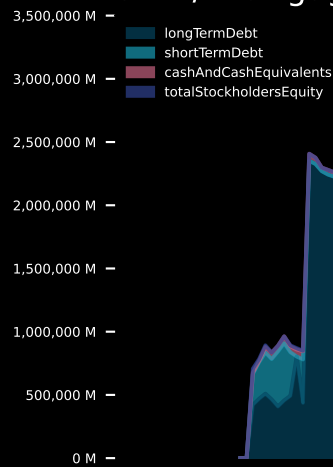 3,500,000 M
longTermDebt
shortTermDebt
cashAndCashEquivalents
totalStockholdersEquity
3,000,000 M
2,500,000 M
2,000,000 M
1,500,000 M
1,000,000 M
500,000 M
0 M